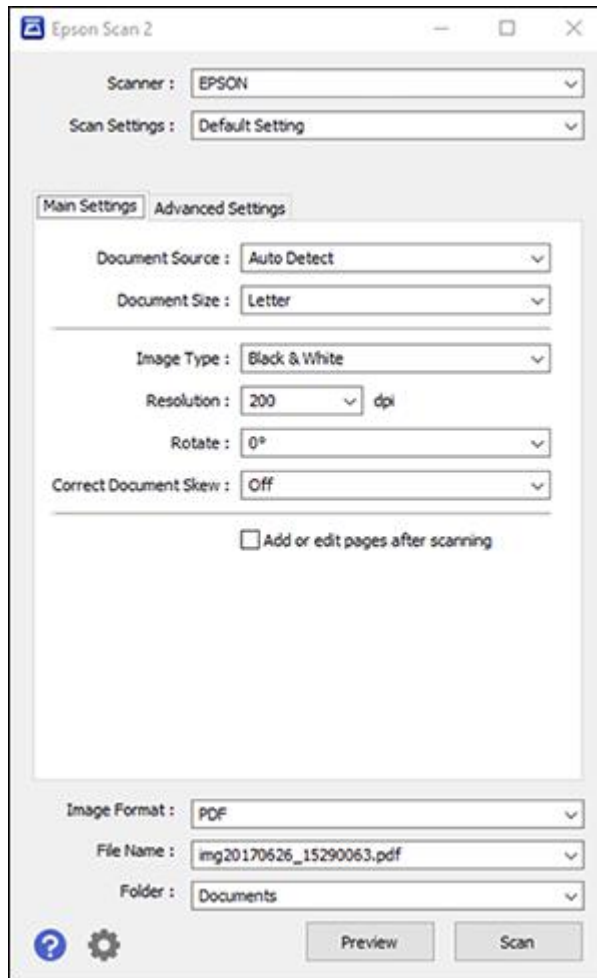 Epson Scan 2
Scanner : EPSON
Scan Settings : Default Setting
Main Settings Advanced Settings
Document Source : Auto Detect
Document Size : Letter
Image Type : Black & White
Resolution : 200 dpi
Rotate : 0°
Correct Document Skew : Off
Add or edit pages after scanning
Image Format : PDF
File Name : img20170626_15290063.pdf
Folder : Documents
? Preview Scan